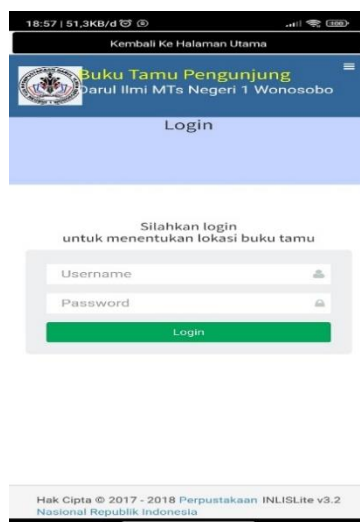 18:57 | 51,3KB/d
Kembali Ke Halaman Utama
Buku Tamu Pengunjung
Darul Ilmi MTs Negeri 1 Wonosobo
Login
Silahkan login
untuk menentukan lokasi buku tamu
Username
Password
Login
Hak Cipta © 2017 - 2018 Perpustakaan INLISLite v3.2
Nasional Republik Indonesia